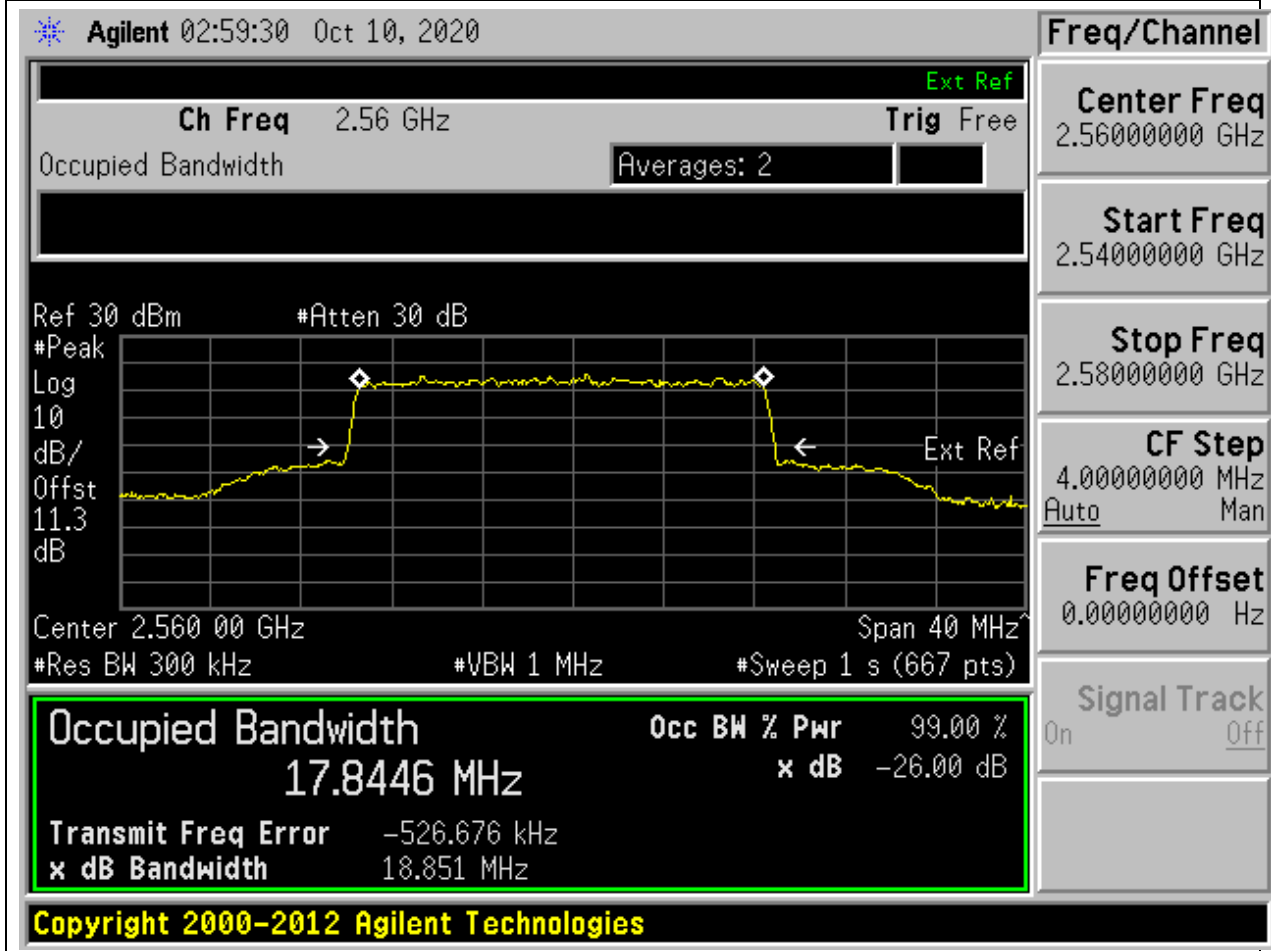 Agilent 02:59:30 Oct 10, 2020
Ext Ref
Ch Freq 2.56 GHz Trig Free
Occupied Bandwidth Averages: 2
Ref 30 dBm #Atten 30 dB
#Peak
Log
10
dB/
Offst
11.3
dB
Ext Ref
Center 2.560 00 GHz Span 40 MHz^
#Res BW 300 kHz #VBW 1 MHz #Sweep 1 s (667 pts)
Occupied Bandwidth
17.8446 MHz
Occ BW % Pwr 99.00 %
x dB -26.00 dB
Transmit Freq Error -526.676 kHz
x dB Bandwidth 18.851 MHz
Copyright 2000-2012 Agilent Technologies
Freq/Channel
Center Freq
2.56000000 GHz
Start Freq
2.54000000 GHz
Stop Freq
2.58000000 GHz
CF Step
4.00000000 MHz
Auto Man
Freq Offset
0.00000000 Hz
Signal Track
On Off